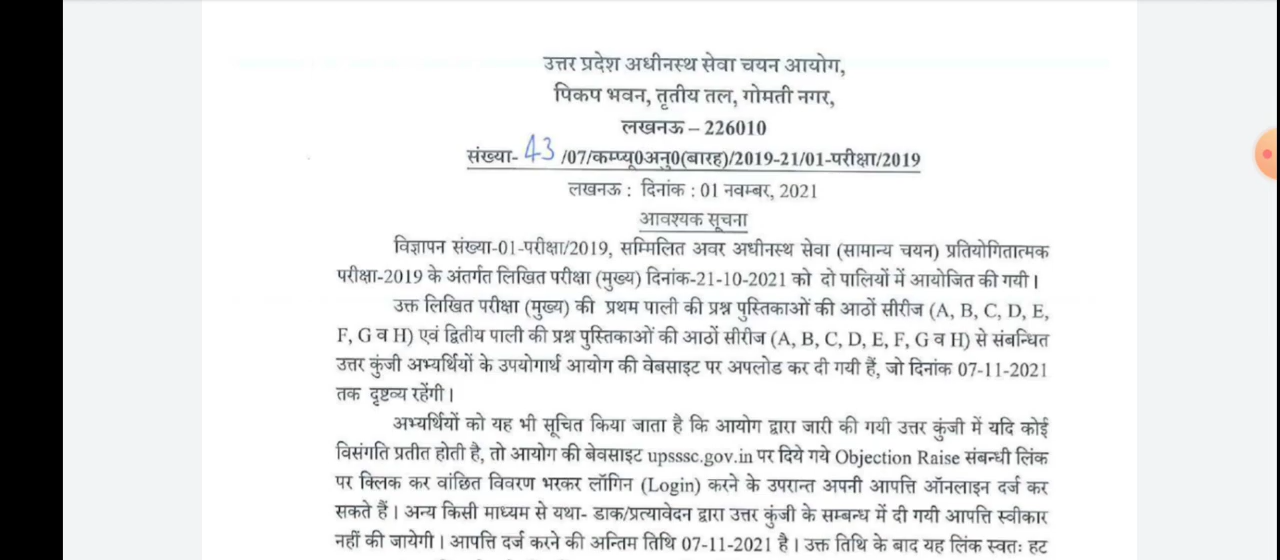 उत्तर प्रदेश अधीनस्थ सेवा चयन आयोग,
पिकप भवन, तृतीय तल, गोमती नगर,
लखनऊ – 226010
संख्या- 43 /07/कम्प्यू0अनु0(बारह)/2019-21/01-परीक्षा/2019
लखनऊ : दिनांक : 01 नवम्बर, 2021
आवश्यक सूचना
विज्ञापन संख्या-01-परीक्षा/2019, सम्मिलित अवर अधीनस्थ सेवा (सामान्य चयन) प्रतियोगितात्मक
परीक्षा-2019 के अंतर्गत लिखित परीक्षा (मुख्य) दिनांक-21-10-2021 को दो पालियों में आयोजित की गयी।
उक्त लिखित परीक्षा (मुख्य) की प्रथम पाली की प्रश्न पुस्तिकाओं की आठों सीरीज (A, B, C, D, E,
F, G व H) एवं द्वितीय पाली की प्रश्न पुस्तिकाओं की आठों सीरीज (A, B, C, D, E, F, G व H) से संबन्धित
उत्तर कुंजी अभ्यर्थियों के उपयोगार्थ आयोग की वेबसाइट पर अपलोड कर दी गयी हैं, जो दिनांक 07-11-2021
तक दृष्टव्य रहेंगी।
अभ्यर्थियों को यह भी सूचित किया जाता है कि आयोग द्वारा जारी की गयी उत्तर कुंजी में यदि कोई
विसंगति प्रतीत होती है, तो आयोग की बेवसाइट upsssc.gov.in पर दिये गये Objection Raise संबन्धी लिंक
पर क्लिक कर वांछित विवरण भरकर लॉगिन (Login) करने के उपरान्त अपनी आपत्ति ऑनलाइन दर्ज कर
सकते हैं। अन्य किसी माध्यम से यथा- डाक/प्रत्यावेदन द्वारा उत्तर कुंजी के सम्बन्ध में दी गयी आपत्ति स्वीकार
नहीं की जायेगी। आपत्ति दर्ज करने की अन्तिम तिथि 07-11-2021 है। उक्त तिथि के बाद यह लिंक स्वतः हट